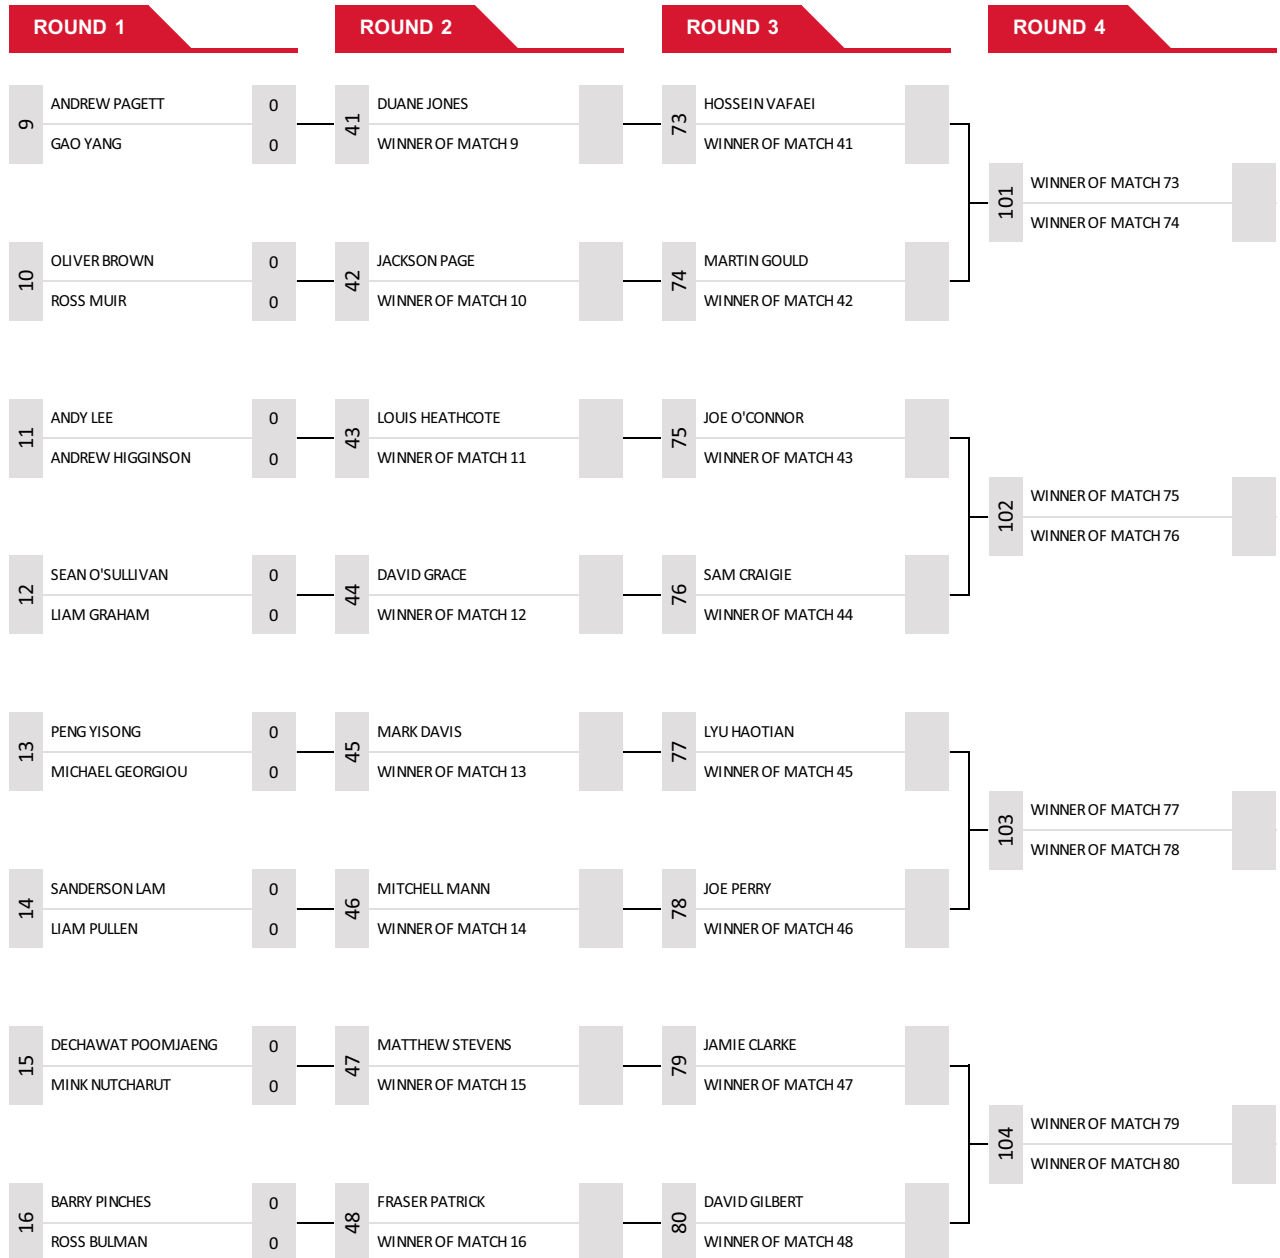 ROUND 1
ROUND 2
ROUND 3
ROUND 4
9
ANDREW PAGETT 0
GAO YANG 0
41
DUANE JONES
WINNER OF MATCH 9
73
HOSSEIN VAFAEI
WINNER OF MATCH 41
101
WINNER OF MATCH 73
WINNER OF MATCH 74
10
OLIVER BROWN 0
ROSS MUIR 0
42
JACKSON PAGE
WINNER OF MATCH 10
74
MARTIN GOULD
WINNER OF MATCH 42
11
ANDY LEE 0
ANDREW HIGGINSON 0
43
LOUIS HEATHCOTE
WINNER OF MATCH 11
75
JOE O'CONNOR
WINNER OF MATCH 43
102
WINNER OF MATCH 75
WINNER OF MATCH 76
12
SEAN O'SULLIVAN 0
LIAM GRAHAM 0
44
DAVID GRACE
WINNER OF MATCH 12
76
SAM CRAIGIE
WINNER OF MATCH 44
13
PENG YISONG 0
MICHAEL GEORGIOU 0
45
MARK DAVIS
WINNER OF MATCH 13
77
LYU HAOTIAN
WINNER OF MATCH 45
103
WINNER OF MATCH 77
WINNER OF MATCH 78
14
SANDERSON LAM 0
LIAM PULLEN 0
46
MITCHELL MANN
WINNER OF MATCH 14
78
JOE PERRY
WINNER OF MATCH 46
15
DECHAWAT POOMJAENG 0
MINK NUTCHARUT 0
47
MATTHEW STEVENS
WINNER OF MATCH 15
79
JAMIE CLARKE
WINNER OF MATCH 47
104
WINNER OF MATCH 79
WINNER OF MATCH 80
16
BARRY PINCHES 0
ROSS BULMAN 0
48
FRASER PATRICK
WINNER OF MATCH 16
80
DAVID GILBERT
WINNER OF MATCH 48